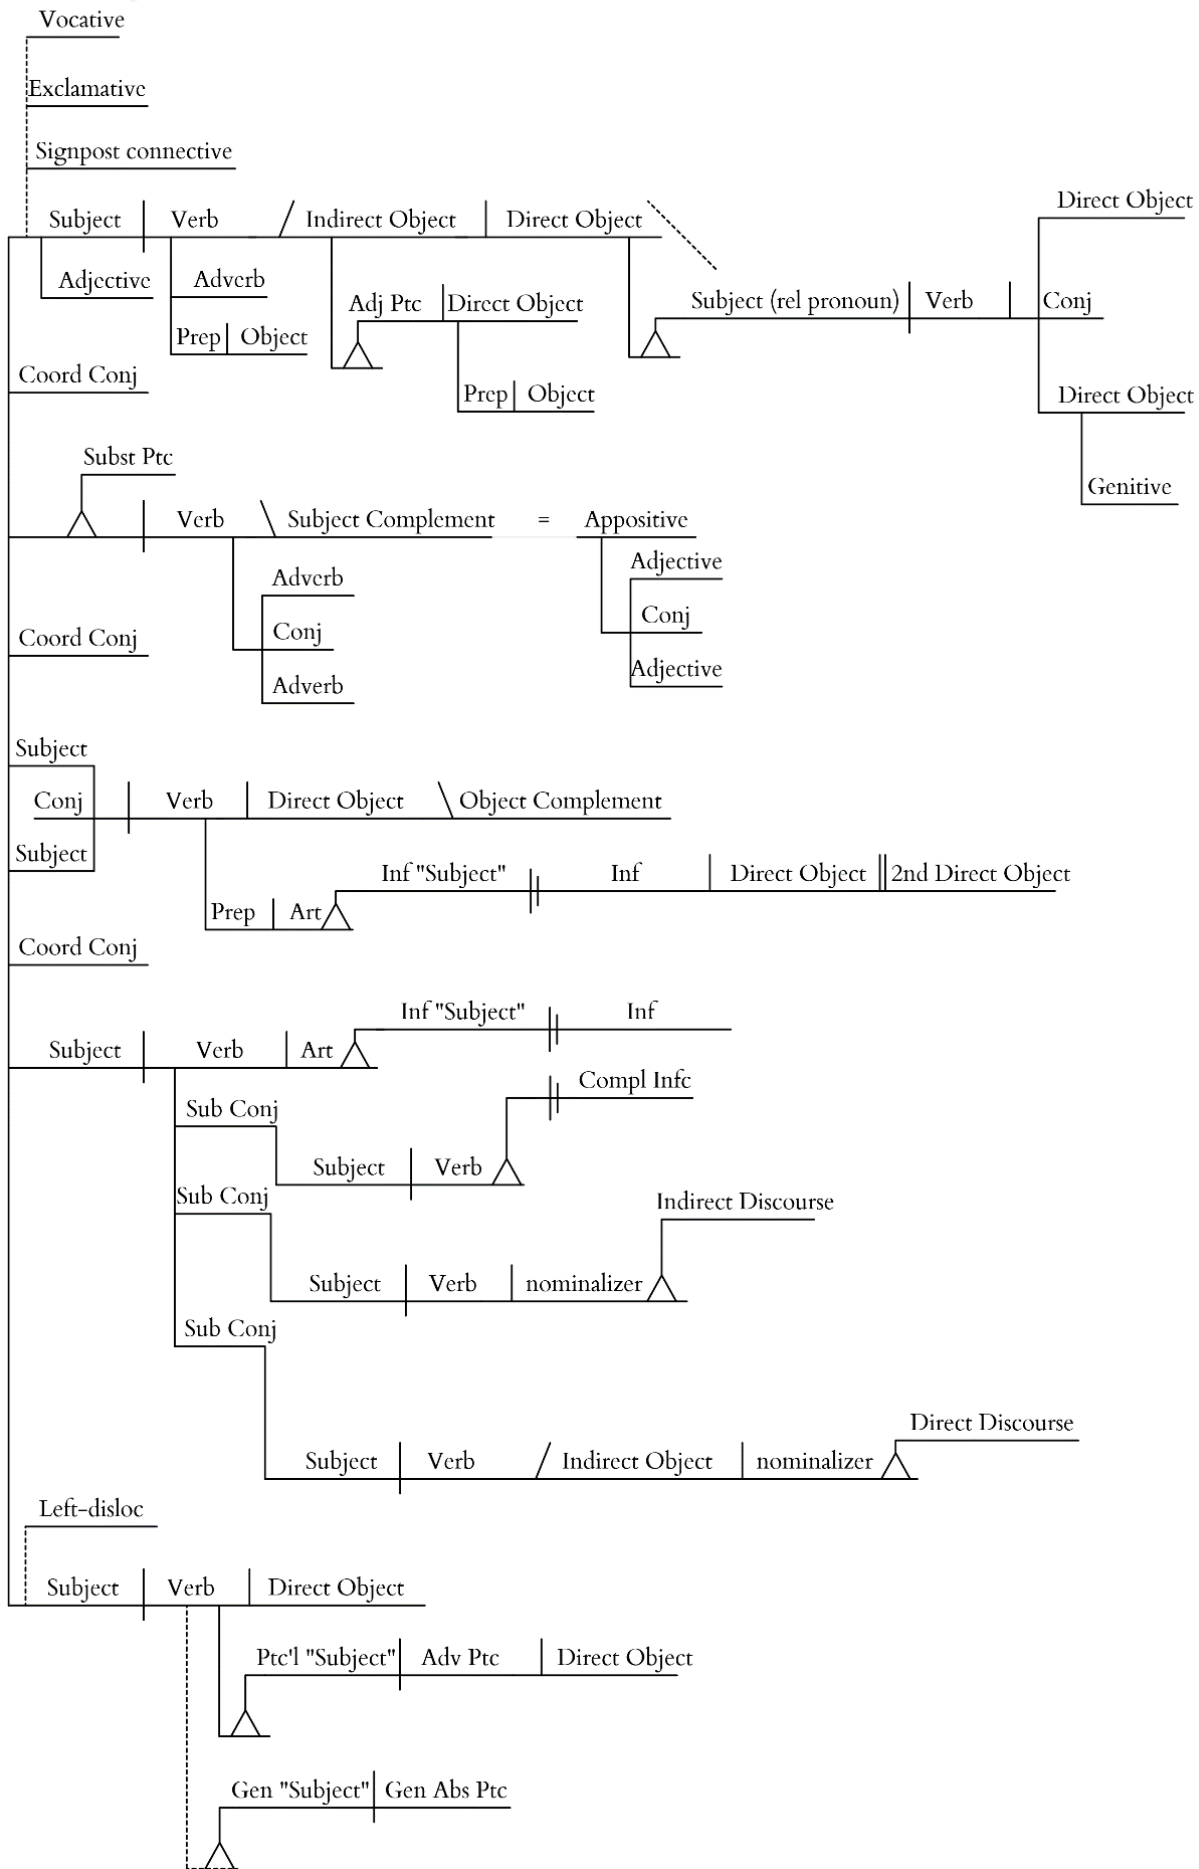 Vocative
Exclamative
Signpost connective
Subject Verb Indirect Object Direct Object
Direct Object
Adjective Adverb
Adj Ptc Direct Object
Subject (rel pronoun) Verb Conj
Prep Object
Coord Conj
Prep Object
Direct Object
Genitive
Subst Ptc
Verb Subject Complement = Appositive
Adjective
Adverb
Conj
Conj
Coord Conj
Adjective
Adverb
Subject
Conj Verb Direct Object Object Complement
Subject
Inf "Subject" Inf Direct Object 2nd Direct Object
Prep Art
Coord Conj
Inf "Subject" Inf
Subject Verb Art
Compl Infc
Sub Conj
Subject Verb
Sub Conj
Indirect Discourse
Subject Verb nominalizer
Sub Conj
Direct Discourse
Subject Verb Indirect Object nominalizer
Left-disloc
Subject Verb Direct Object
Ptc'l "Subject" Adv Ptc Direct Object
Gen "Subject" Gen Abs Ptc